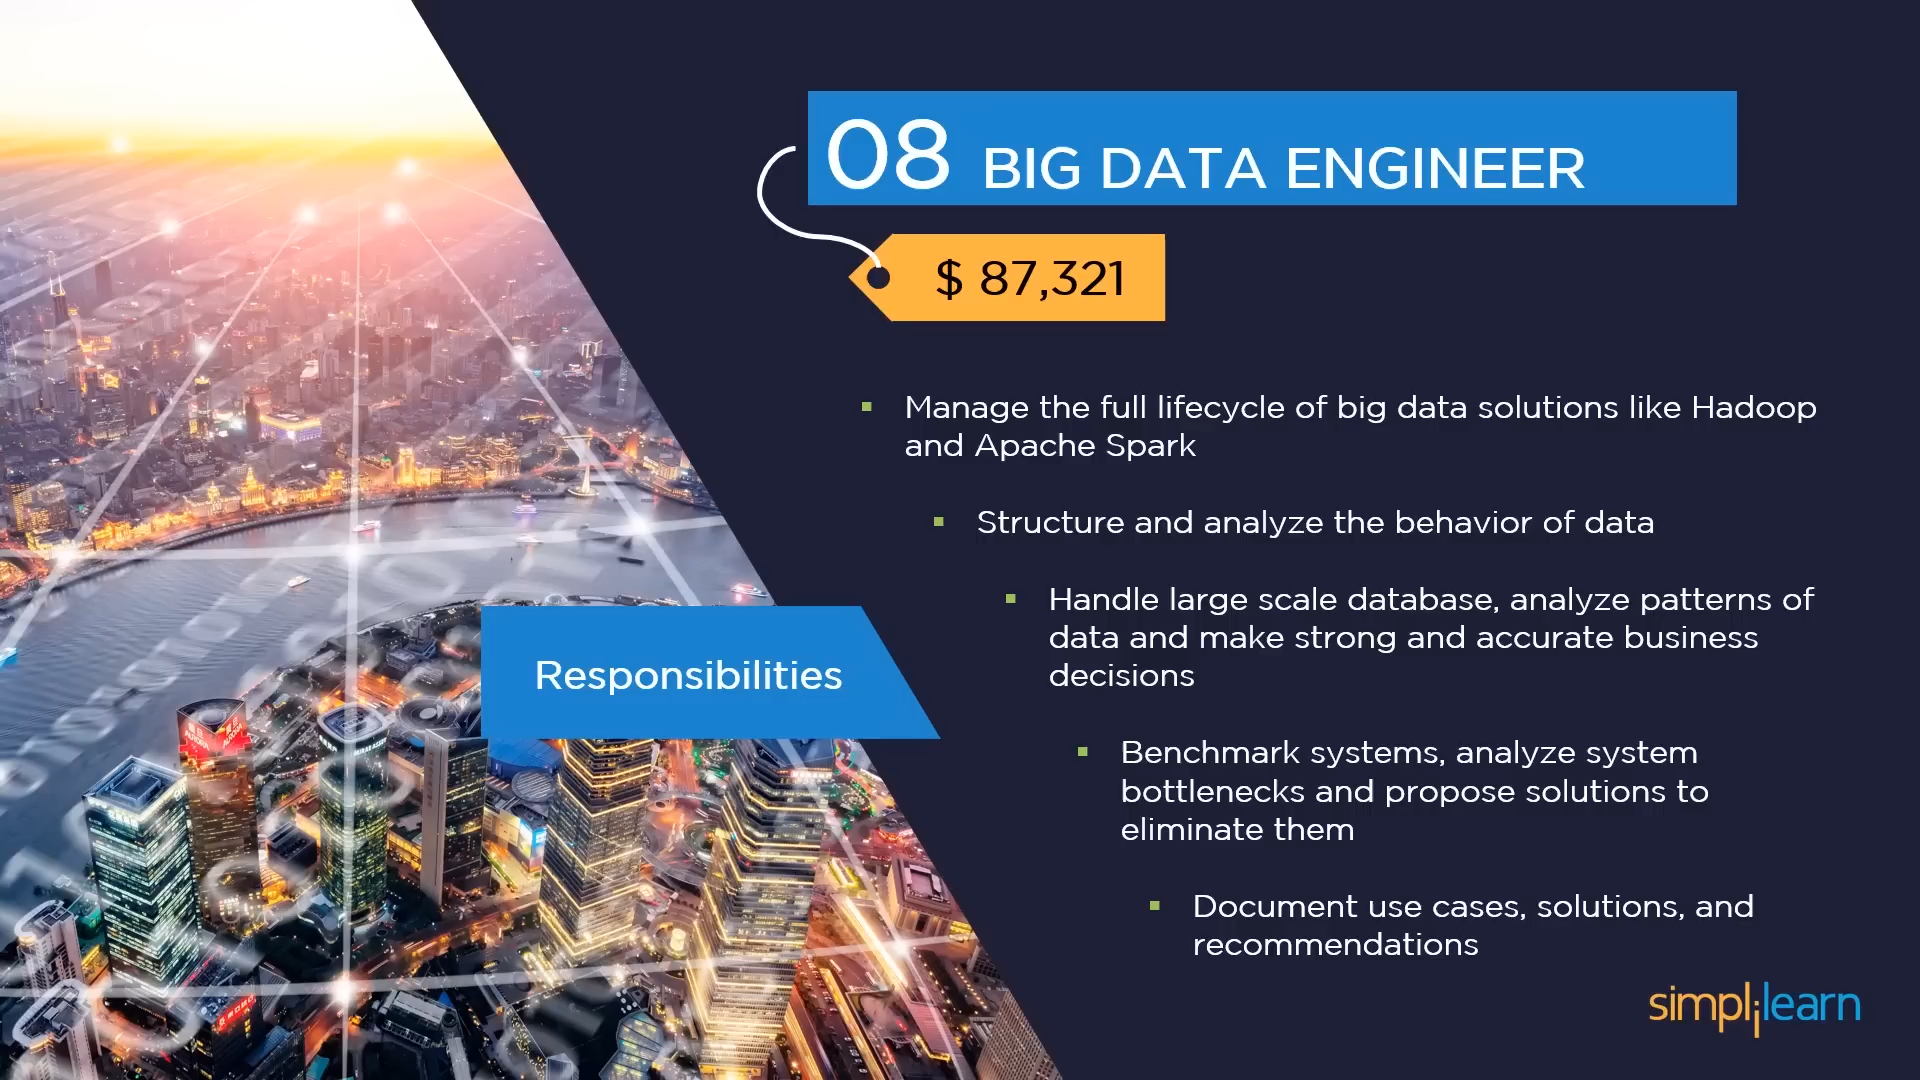 08 BIG DATA ENGINEER
$ 87,321
Manage the full lifecycle of big data solutions like Hadoop
and Apache Spark
Structure and analyze the behavior of data
Handle large scale database, analyze patterns of
data and make strong and accurate business
decisions
Responsibilities
Benchmark systems, analyze system
bottlenecks and propose solutions to
eliminate them
Document use cases, solutions, and
recommendations
simplilearn
AURORA
AURORA